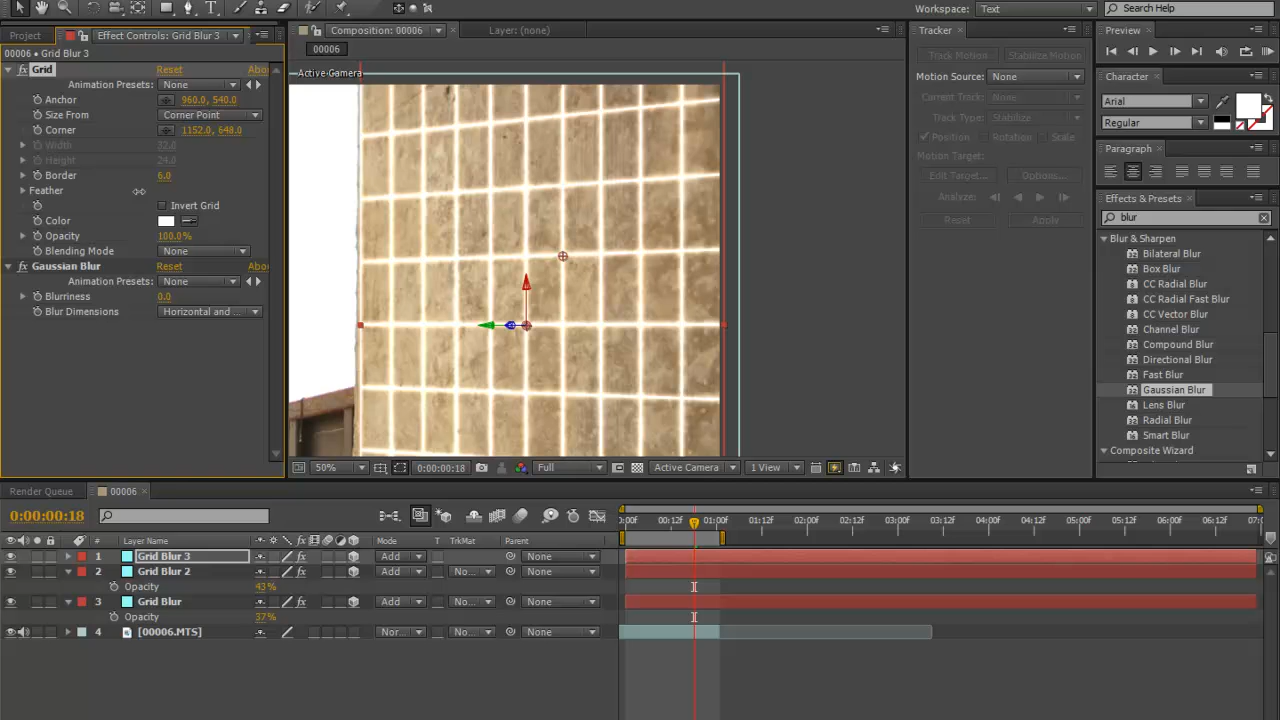 Workspace: Text Search Help
Project Effect Controls: Grid Blur 3
Composition: 00006 Layer: (none)
Tracker
Preview
00006 • Grid Blur 3
00006
Grid Reset Abo
Active Camera
Animation Presets: None
Anchor 960.0, 540.0
Size From Corner Point
Corner 1152.0, 648.0
Width 32.0
Height 24.0
Border 6.0
Feather
Invert Grid
Color
Opacity 100.0%
Blending Mode None
Gaussian Blur Reset Abo
Animation Presets: None
Blurriness 0.0
Blur Dimensions Horizontal and ...
50% 0:00:00:18 Full Active Camera 1 View
Track Motion Stabilize Motion
Motion Source: None
Current Track: None
Track Type: Stabilize
Position Rotation Scale
Motion Target:
Edit Target... Options...
Analyze:
Reset Apply
Character
Arial
Regular
Paragraph
Effects & Presets
blur
Blur & Sharpen
Bilateral Blur
Box Blur
CC Radial Blur
CC Radial Fast Blur
CC Vector Blur
Channel Blur
Compound Blur
Directional Blur
Fast Blur
Gaussian Blur
Lens Blur
Radial Blur
Smart Blur
Composite Wizard
Render Queue 00006
0:00:00:18
0:00f 00:12f 01:00f 01:12f 02:00f 02:12f 03:00f 03:12f 04:00f 04:12f 05:00f 05:12f 06:00f 06:12f 07:0
# Layer Name Mode T TrkMat Parent
1 Grid Blur 3 Add None
2 Grid Blur 2 Add No... None
Opacity 43%
3 Grid Blur Add No... None
Opacity 37%
4 [00006.MTS] Nor... No... None